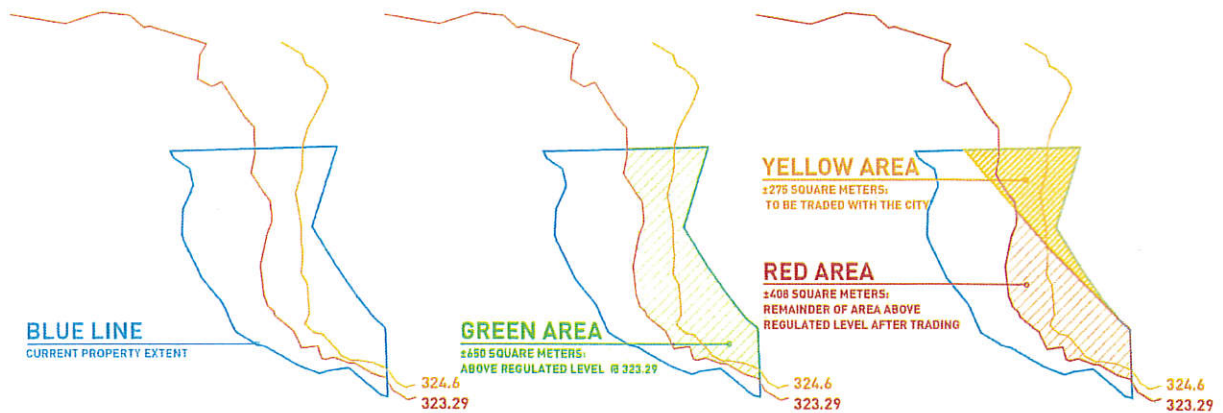 BLUE LINE
CURRENT PROPERTY EXTENT
324.6
323.29
GREEN AREA
±650 SQUARE METERS:
ABOVE REGULATED LEVEL @ 323.29
324.6
323.29
YELLOW AREA
±275 SQUARE METERS:
TO BE TRADED WITH THE CITY
RED AREA
±408 SQUARE METERS:
REMAINDER OF AREA ABOVE
REGULATED LEVEL AFTER TRADING
324.6
323.29